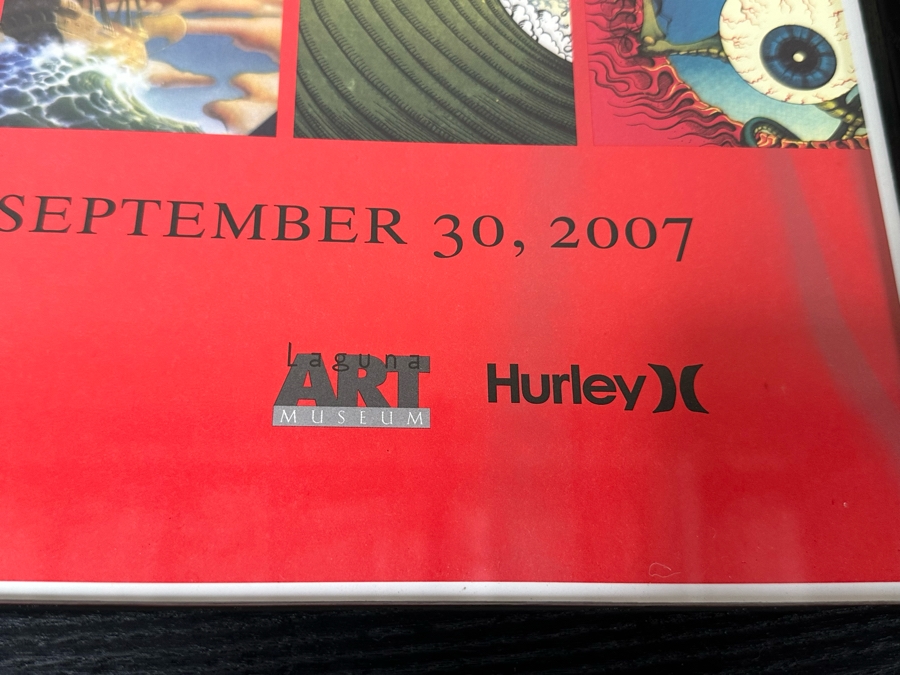 SEPTEMBER 30, 2007
Laguna
ART
MUSEUM
Hurley